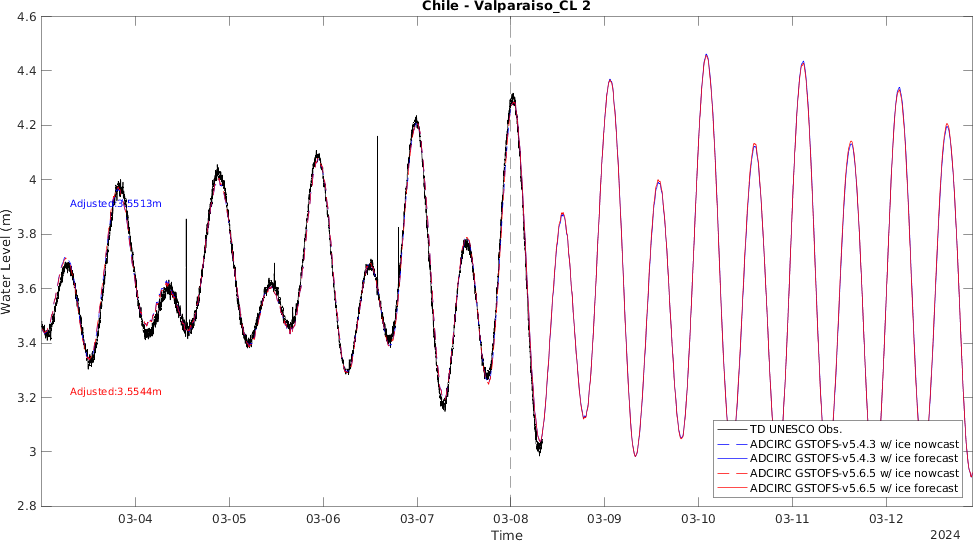 Chile - Valparaiso_CL 2
4.6
4.4
4.2
4
3.8
3.6
3.4
3.2
3
2.8
Water Level (m)
Adjusted:3.5513m
Adjusted:3.5544m
TD UNESCO Obs.
ADCIRC GSTOFS-v5.4.3 w/ ice nowcast
ADCIRC GSTOFS-v5.4.3 w/ ice forecast
ADCIRC GSTOFS-v5.6.5 w/ ice nowcast
ADCIRC GSTOFS-v5.6.5 w/ ice forecast
03-04 03-05 03-06 03-07 03-08 03-09 03-10 03-11 03-12
Time
2024